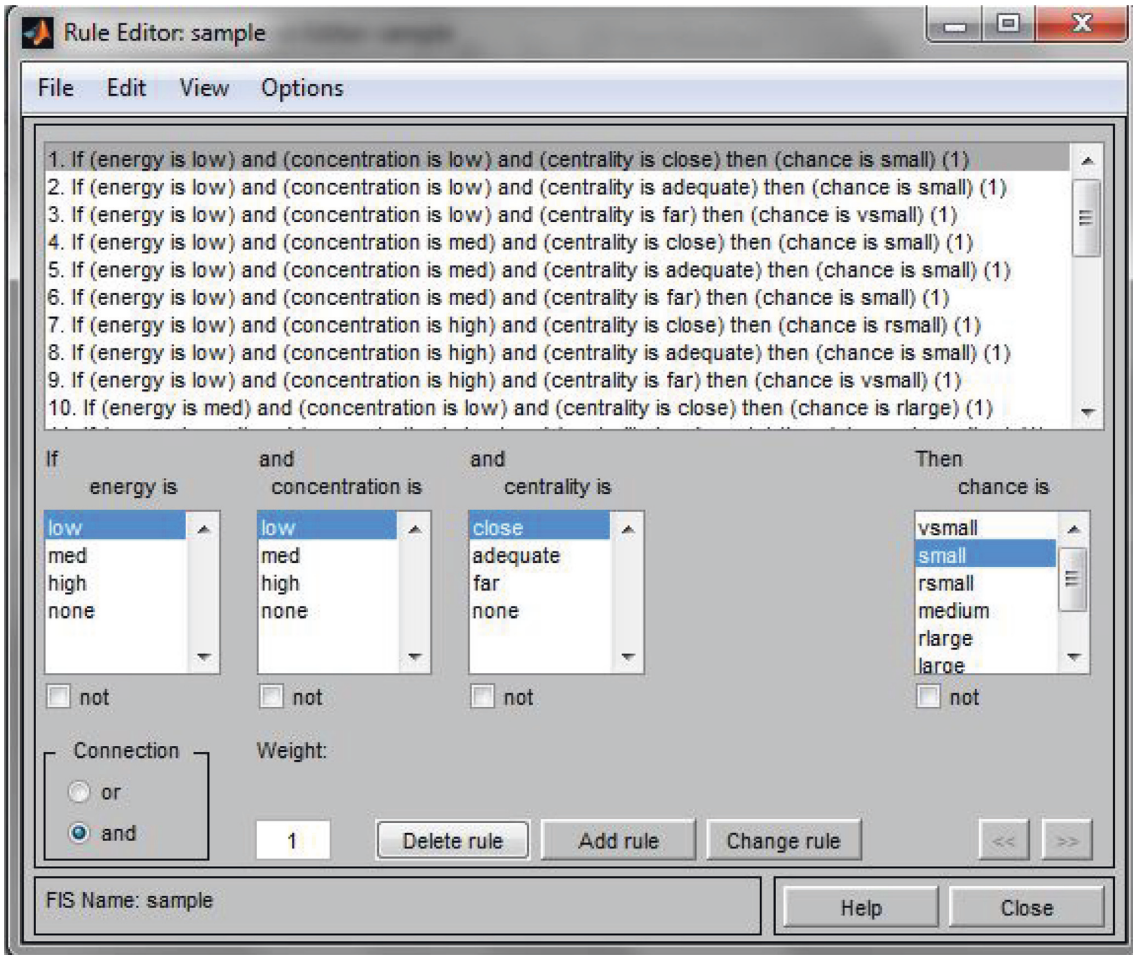 Rule Editor: sample
File Edit View Options
1. If (energy is low) and (concentration is low) and (centrality is close) then (chance is small) (1)
2. If (energy is low) and (concentration is low) and (centrality is adequate) then (chance is small) (1)
3. If (energy is low) and (concentration is low) and (centrality is far) then (chance is vsmall) (1)
4. If (energy is low) and (concentration is med) and (centrality is close) then (chance is small) (1)
5. If (energy is low) and (concentration is med) and (centrality is adequate) then (chance is small) (1)
6. If (energy is low) and (concentration is med) and (centrality is far) then (chance is small) (1)
7. If (energy is low) and (concentration is high) and (centrality is close) then (chance is rsmall) (1)
8. If (energy is low) and (concentration is high) and (centrality is adequate) then (chance is small) (1)
9. If (energy is low) and (concentration is high) and (centrality is far) then (chance is vsmall) (1)
10. If (energy is med) and (concentration is low) and (centrality is close) then (chance is rlarge) (1)
If and and Then
energy is concentration is centrality is chance is
low low close vsmall
med med adequate small
high high far rsmall
none none none medium
rlarge
large
not not not not
Connection Weight:
or
and 1 Delete rule Add rule Change rule << >>
FIS Name: sample Help Close